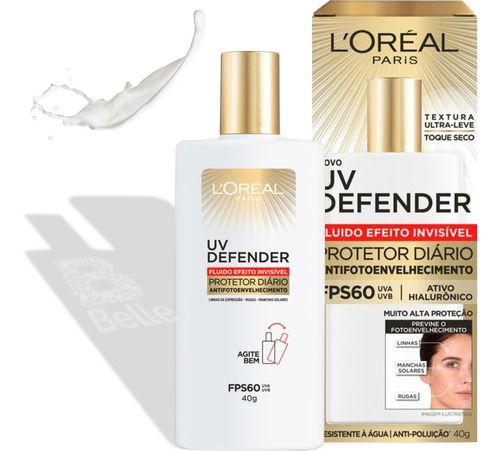 L'ORÉAL
PARIS
UV
DEFENDER
FLUIDO EFEITO INVISÍVEL
PROTETOR DIÁRIO
ANTIFOTOENVELHECIMENTO
LINHAS DE EXPRESSÃO - RUGAS - MANCHAS SOLARES
AGITE
BEM
FPS60 UVA
UVB
40g
L'ORÉAL
PARIS
TEXTURA
ULTRA-LEVE
TOQUE SECO
NOVO
UV
DEFENDER
FLUIDO EFEITO INVISÍVEL
PROTETOR DIÁRIO
ANTIFOTOENVELHECIMENTO
FPS60 UVA
UVB
ATIVO
HIALURÔNICO
MUITO ALTA PROTEÇÃO
PREVINE O
FOTOENVELHECIMENTO
LINHAS
MANCHAS
SOLARES
RUGAS
IMAGEM ILUSTRATIVA
RESISTENTE À ÁGUA | ANTI-POLUIÇÃO 40g
B
Belle